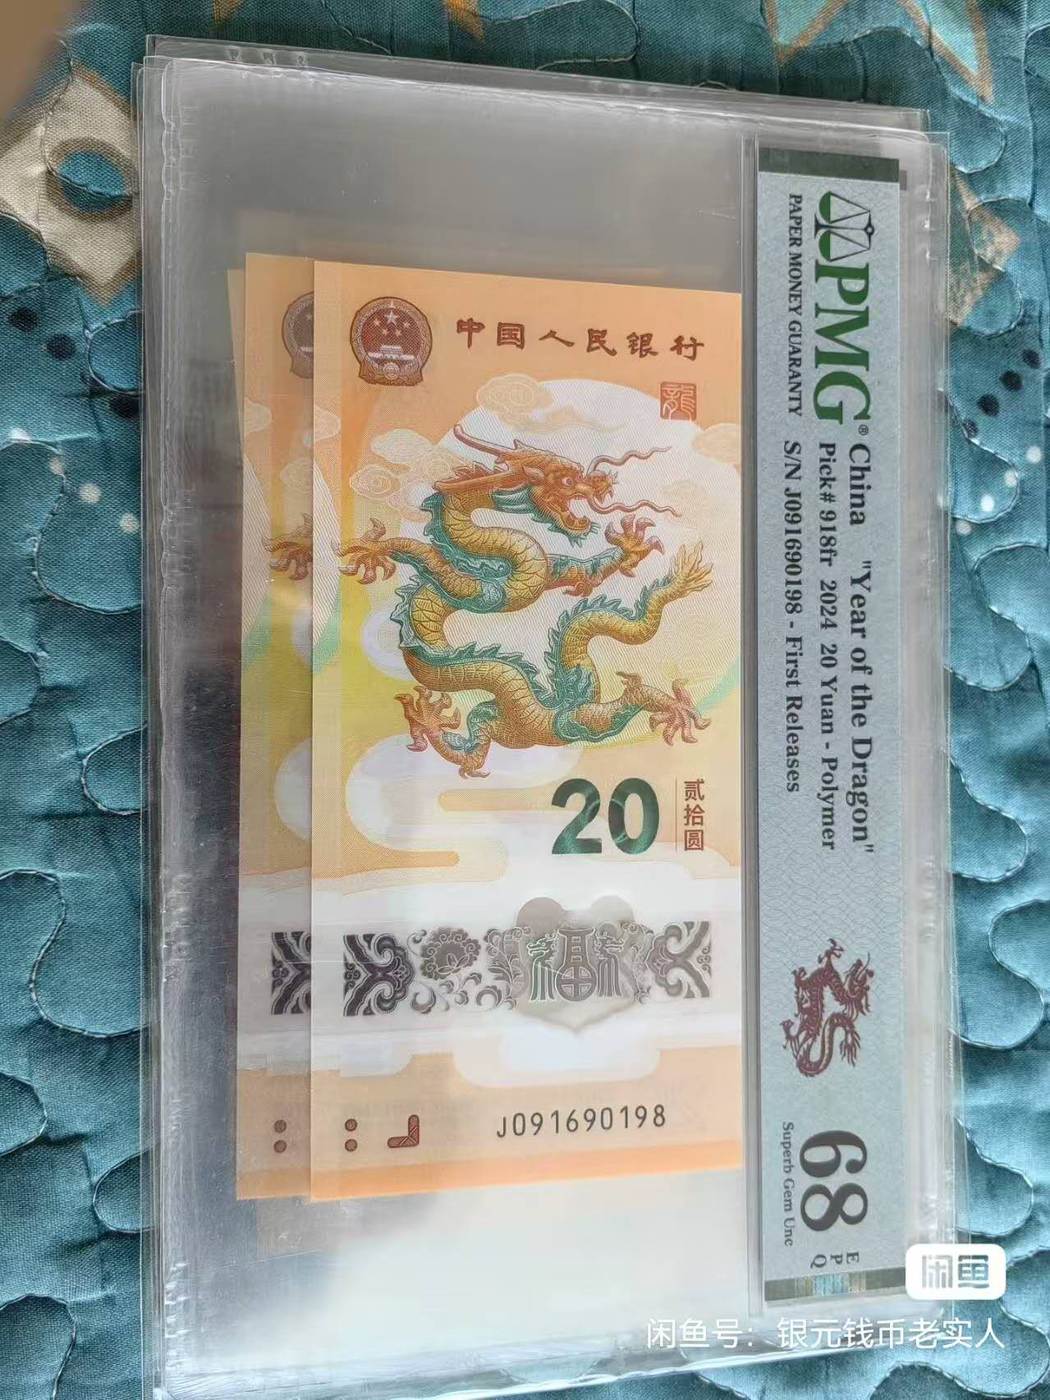 中国人民银行
龍
20
贰拾圆
福
J091690198
PMG®
PAPER MONEY GUARANTY
China "Year of the Dragon"
Pick# 918fr 2024 20 Yuan - Polymer
S/N J091690198 - First Releases
68
EPQ
Superb Gem Unc
闲鱼
闲鱼号：银元钱币老实人